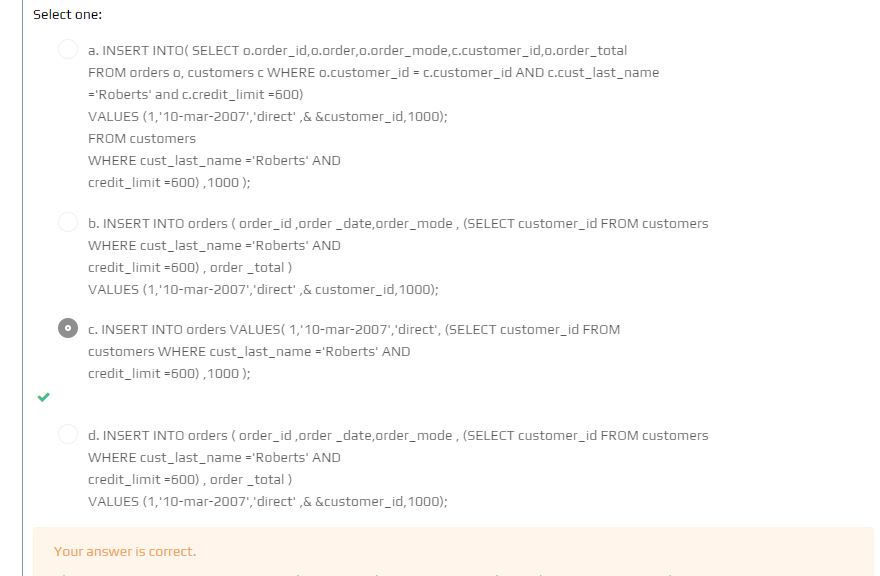 Select one:
a. INSERT INTO( SELECT o.order_id,o.order,o.order_mode,c.customer_id,o.order_total
FROM orders o, customers c WHERE o.customer_id = c.customer_id AND c.cust_last_name
='Roberts' and c.credit_limit =600)
VALUES (1,'10-mar-2007','direct' ,& &customer_id,1000);
FROM customers
WHERE cust_last_name ='Roberts' AND
credit_limit =600) ,1000 );
b. INSERT INTO orders ( order_id ,order _date,order_mode , (SELECT customer_id FROM customers
WHERE cust_last_name ='Roberts' AND
credit_limit =600) , order _total )
VALUES (1,'10-mar-2007','direct' ,& customer_id,1000);
c. INSERT INTO orders VALUES( 1,'10-mar-2007','direct', (SELECT customer_id FROM
customers WHERE cust_last_name ='Roberts' AND
credit_limit =600) ,1000 );
d. INSERT INTO orders ( order_id ,order _date,order_mode , (SELECT customer_id FROM customers
WHERE cust_last_name ='Roberts' AND
credit_limit =600) , order _total )
VALUES (1,'10-mar-2007','direct' ,& &customer_id,1000);
Your answer is correct.